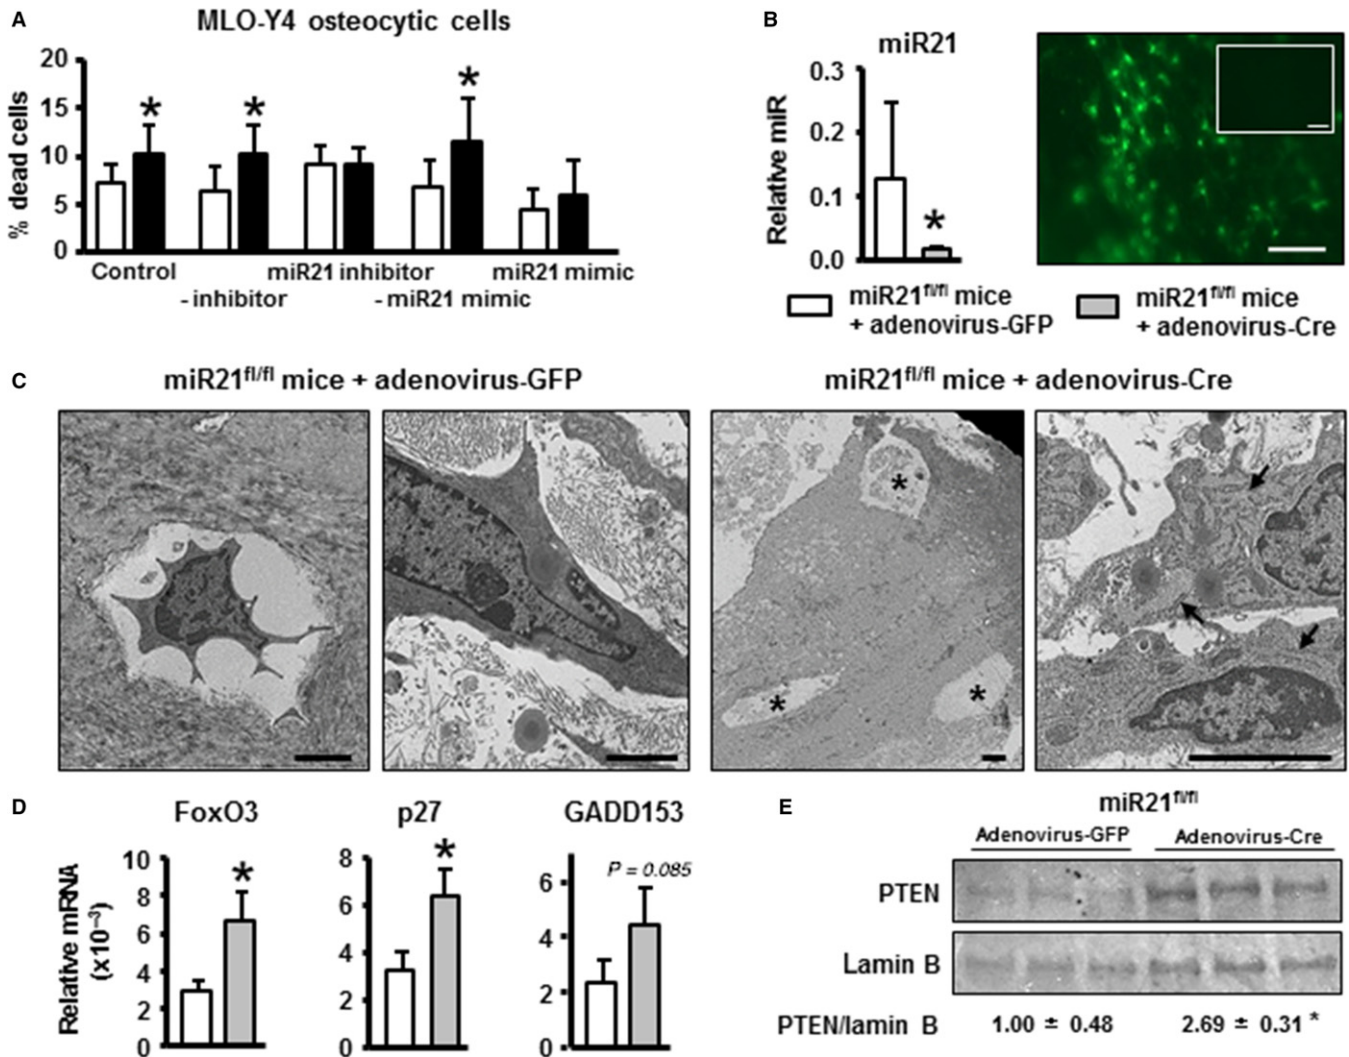 A
MLO-Y4 osteocytic cells
% dead cells
20
15
10
5
0
* * *
Control
- inhibitor
miR21 inhibitor
- miR21 mimic
miR21 mimic
B
miR21
Relative miR
0.3
0.2
0.1
0.0
*
miR21fl/fl mice
+ adenovirus-GFP
miR21fl/fl mice
+ adenovirus-Cre
C
miR21fl/fl mice + adenovirus-GFP
miR21fl/fl mice + adenovirus-Cre
*
* *
D
Relative mRNA
(x10⁻³)
FoxO3
10
8
6
4
2
0
*
p27
8
6
4
2
0
*
GADD153
6
4
2
0
P = 0.085
E
miR21fl/fl
Adenovirus-GFP Adenovirus-Cre
PTEN
Lamin B
PTEN/lamin B 1.00 ± 0.48 2.69 ± 0.31 *